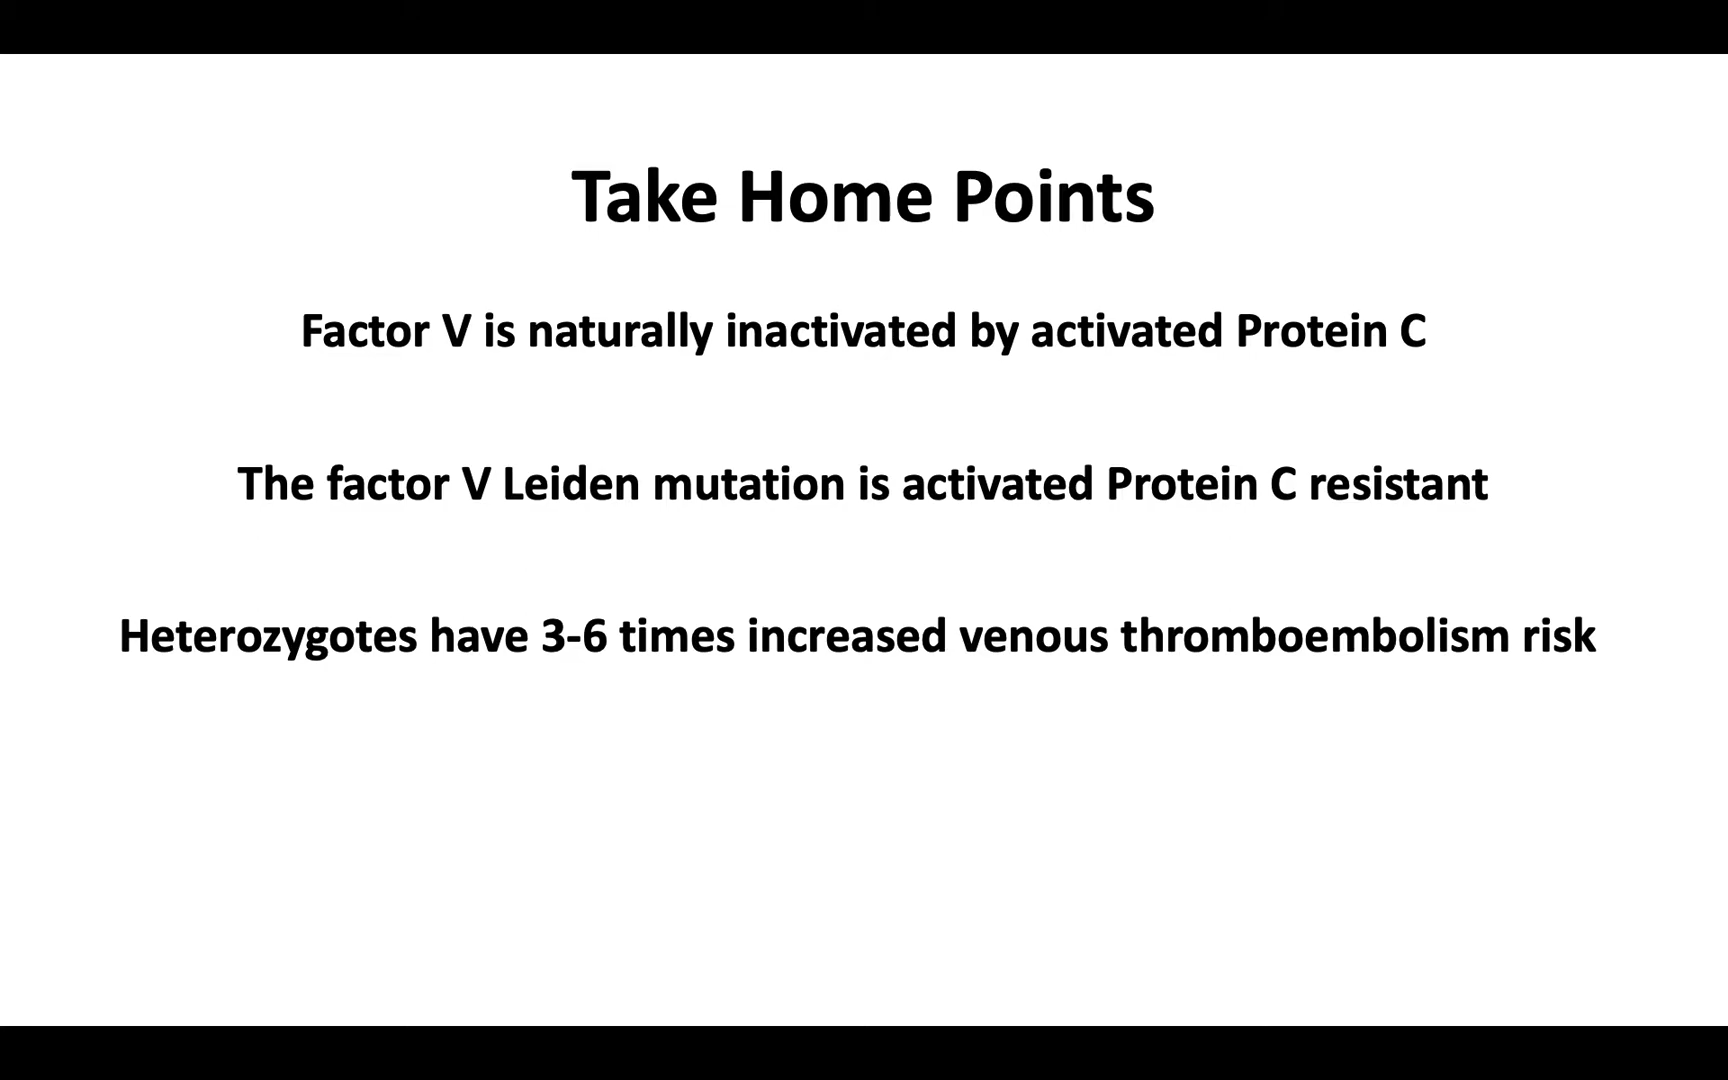 Take Home Points
Factor V is naturally inactivated by activated Protein C
The factor V Leiden mutation is activated Protein C resistant
Heterozygotes have 3-6 times increased venous thromboembolism risk